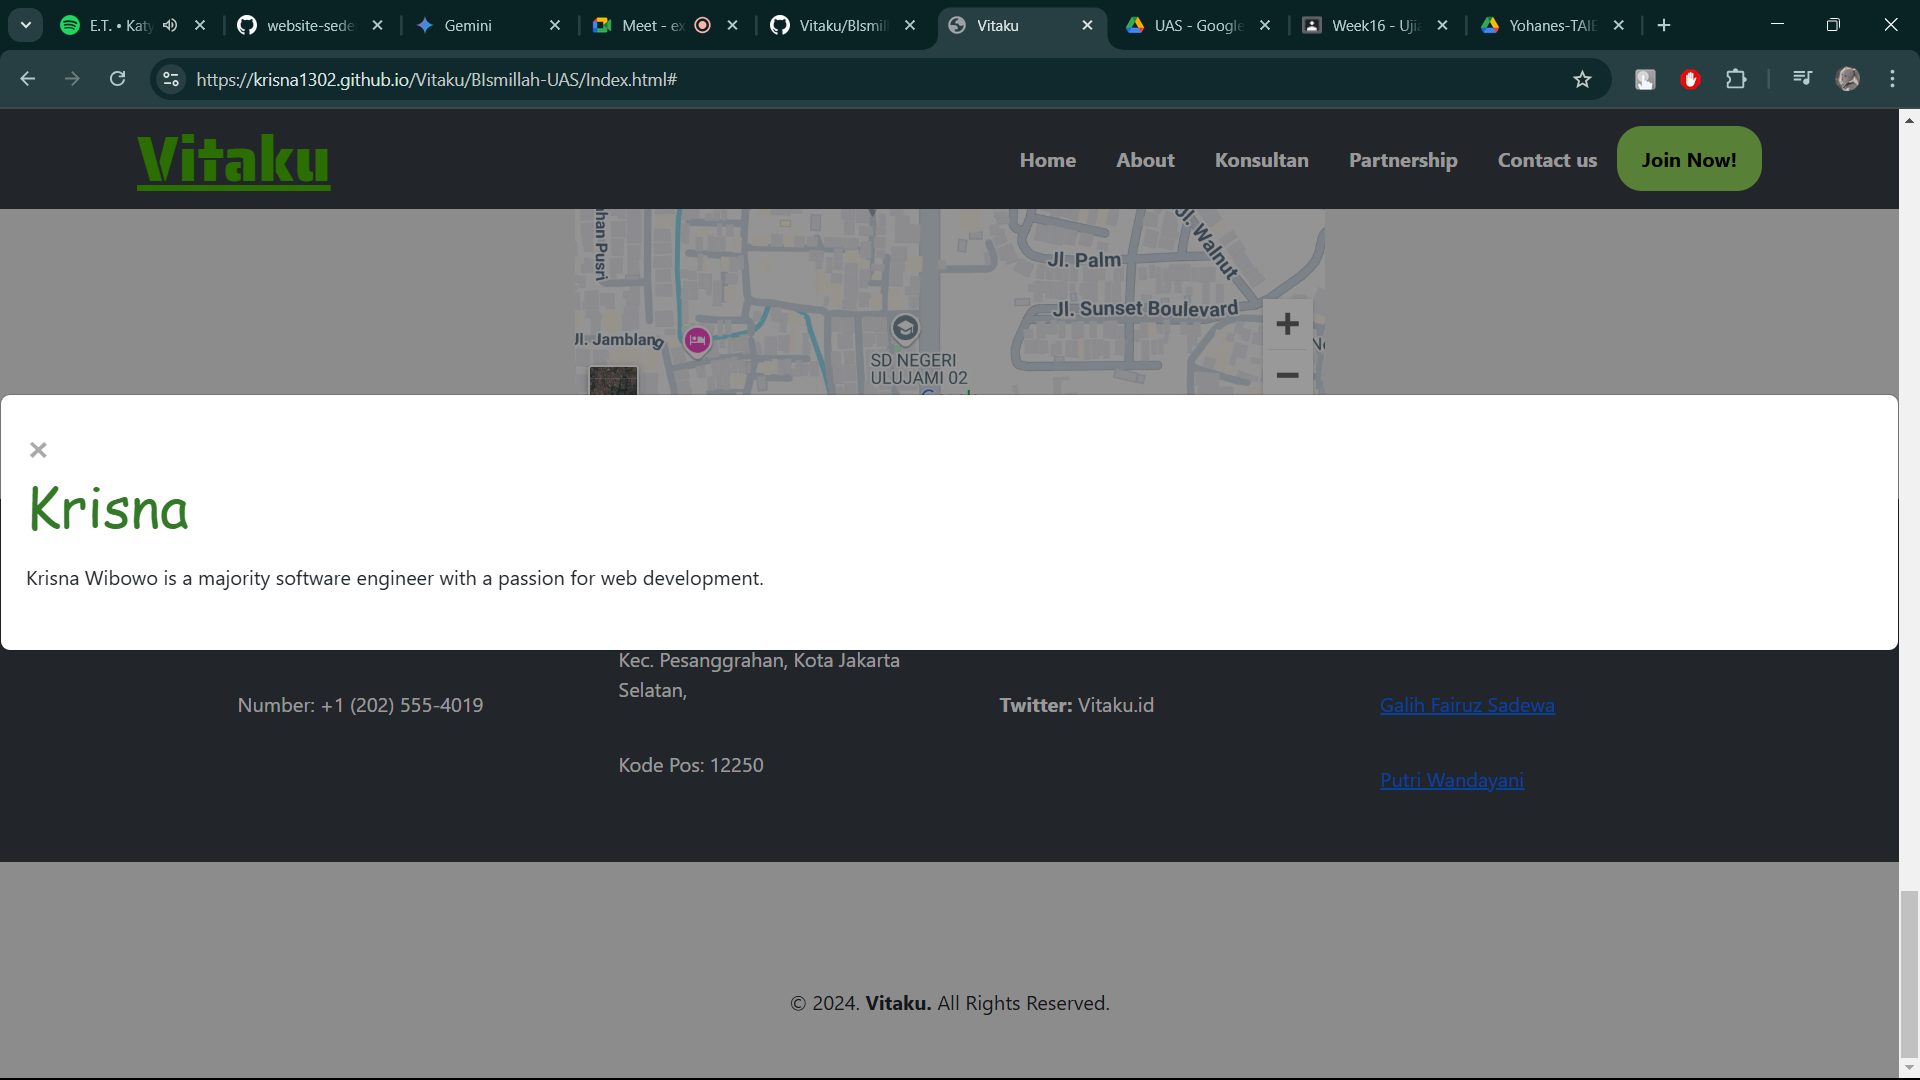 E.T. • Katy
website-sede
Gemini
Meet - ex
Vitaku/BIsmil
Vitaku
UAS - Google
Week16 - Ujia
Yohanes-TAIE
https://krisna1302.github.io/Vitaku/BIsmillah-UAS/Index.html#
Vitaku
Home
About
Konsultan
Partnership
Contact us
Join Now!
han Pusri
Jl. Walnut
Jl. Palm
Jl. Sunset Boulevard
Jl. Jamblang
SD NEGERI
ULUJAMI 02
Krisna
Krisna Wibowo is a majority software engineer with a passion for web development.
Kec. Pesanggrahan, Kota Jakarta
Selatan,
Number: +1 (202) 555-4019
Twitter: Vitaku.id
Galih Fairuz Sadewa
Kode Pos: 12250
Putri Wandayani
© 2024. Vitaku. All Rights Reserved.